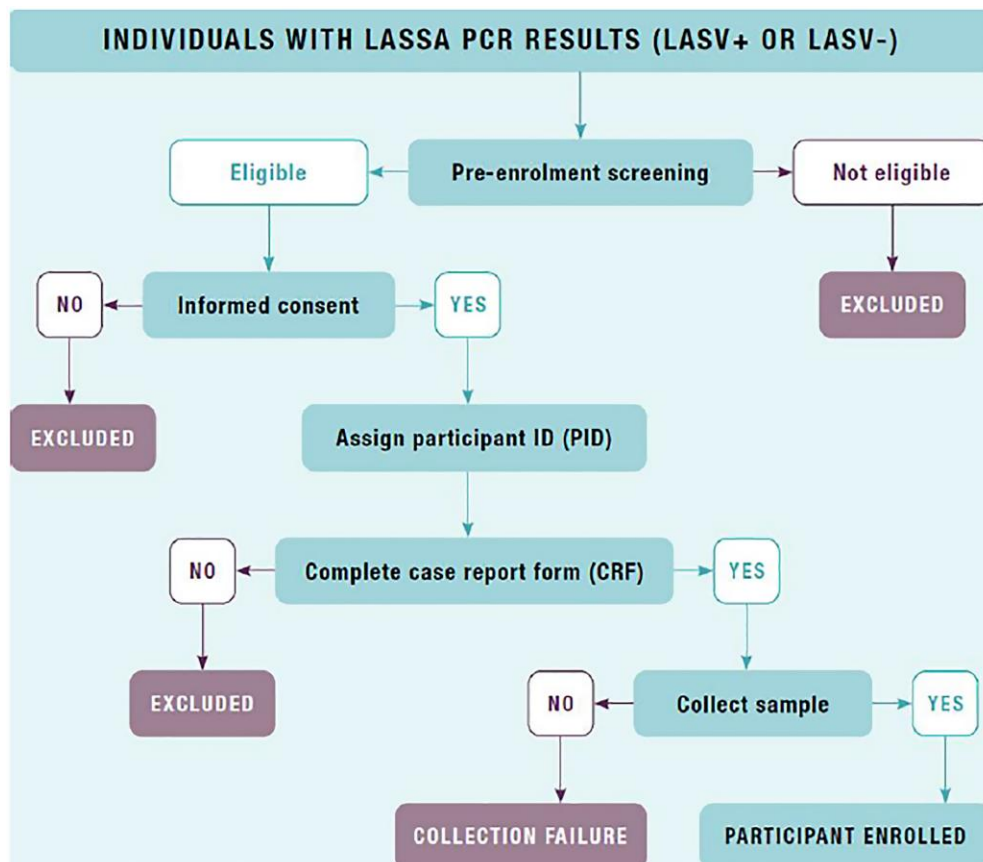 INDIVIDUALS WITH LASSA PCR RESULTS (LASV+ OR LASV-)
Eligible
Pre-enrolment screening
Not eligible
NO
Informed consent
YES
EXCLUDED
EXCLUDED
Assign participant ID (PID)
NO
Complete case report form (CRF)
YES
EXCLUDED
NO
Collect sample
YES
COLLECTION FAILURE
PARTICIPANT ENROLLED